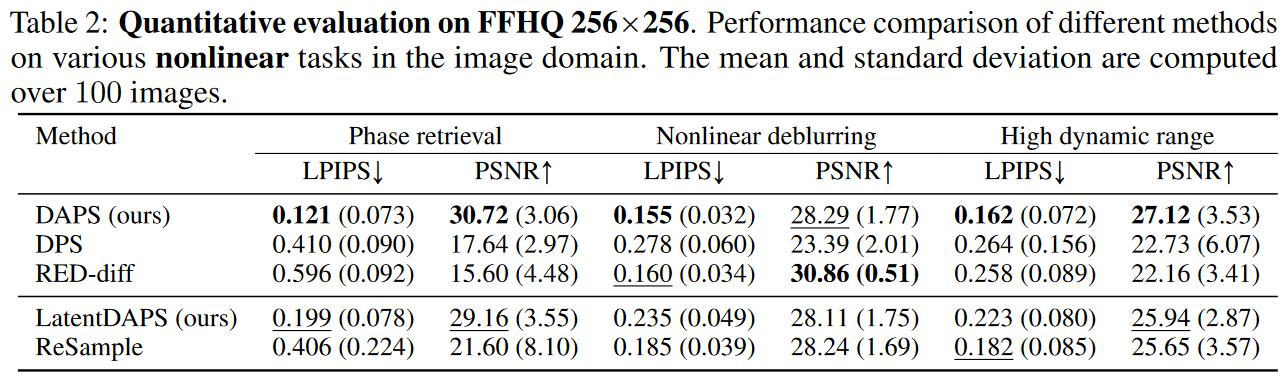 Table 2: Quantitative evaluation on FFHQ 256×256. Performance comparison of different methods
on various nonlinear tasks in the image domain. The mean and standard deviation are computed
over 100 images.
Method Phase retrieval Nonlinear deblurring High dynamic range
LPIPS↓ PSNR↑ LPIPS↓ PSNR↑ LPIPS↓ PSNR↑
DAPS (ours) 0.121 (0.073) 30.72 (3.06) 0.155 (0.032) 28.29 (1.77) 0.162 (0.072) 27.12 (3.53)
DPS 0.410 (0.090) 17.64 (2.97) 0.278 (0.060) 23.39 (2.01) 0.264 (0.156) 22.73 (6.07)
RED-diff 0.596 (0.092) 15.60 (4.48) 0.160 (0.034) 30.86 (0.51) 0.258 (0.089) 22.16 (3.41)
LatentDAPS (ours) 0.199 (0.078) 29.16 (3.55) 0.235 (0.049) 28.11 (1.75) 0.223 (0.080) 25.94 (2.87)
ReSample 0.406 (0.224) 21.60 (8.10) 0.185 (0.039) 28.24 (1.69) 0.182 (0.085) 25.65 (3.57)